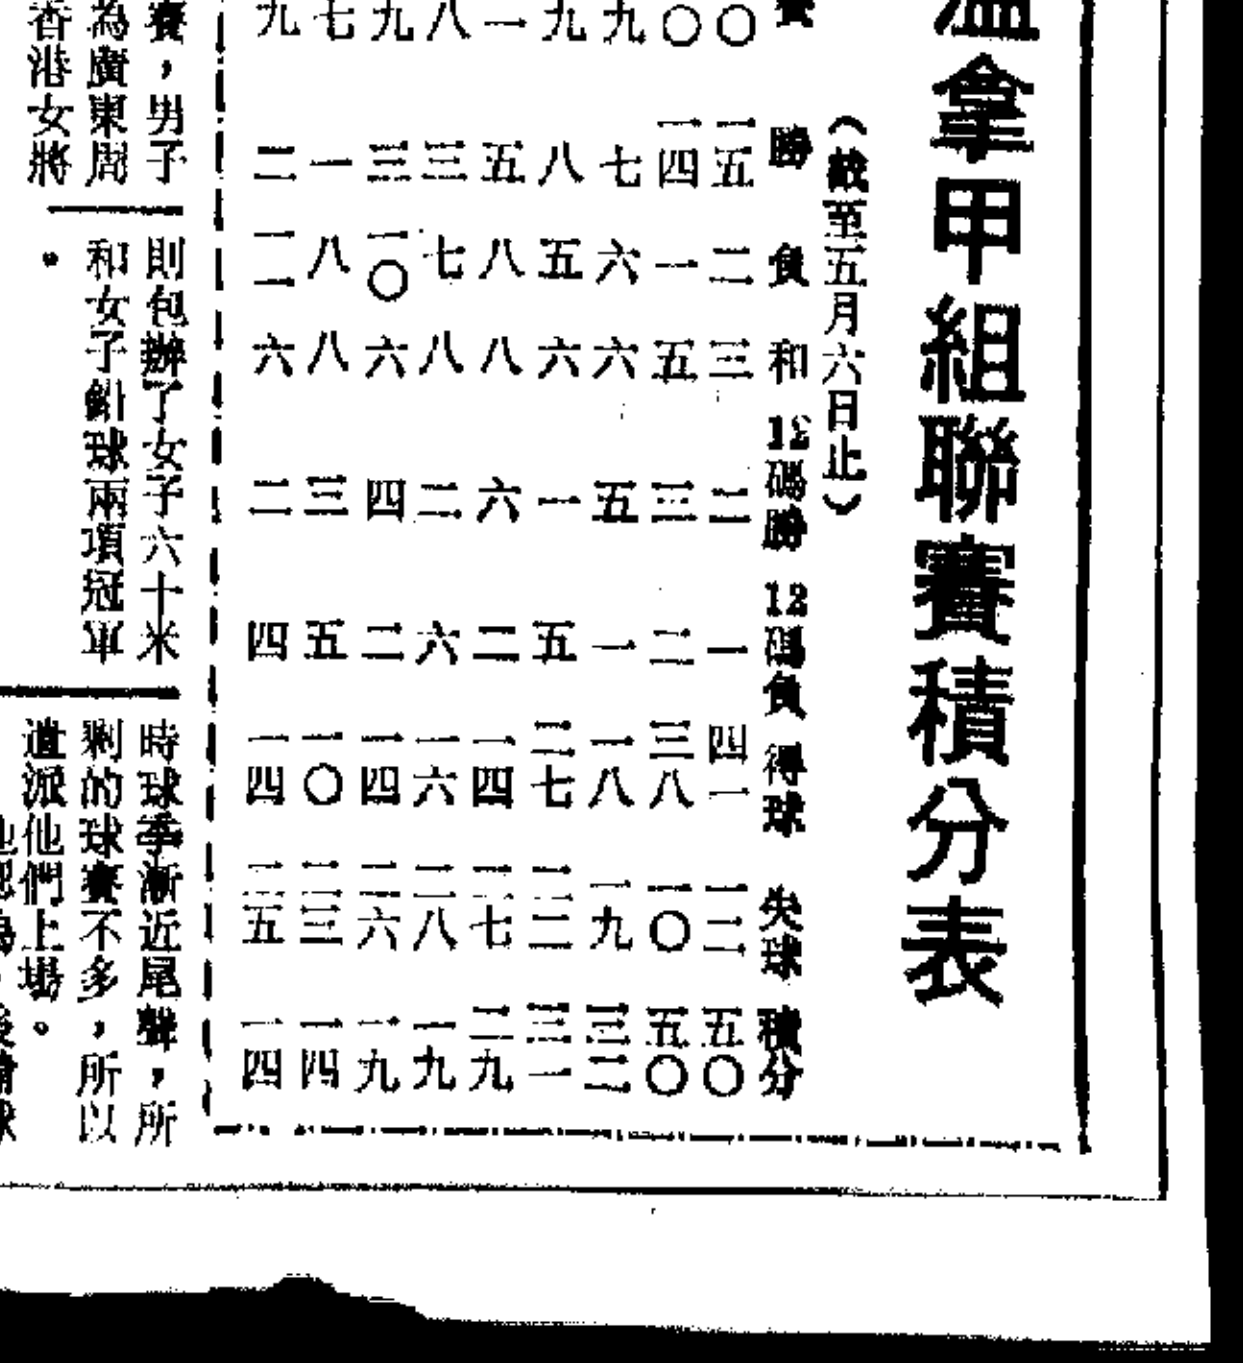 溫拿甲組聯賽積分表
（截至五月六日止）
賽 勝 負 和 12碼勝 12碼負 得球 失球 積分
〇 一五 二 三 二 一 四一 一二 五〇
〇 一四 一 五 三 二 三八 一〇 五〇
九 七 六 六 五 一 一八 一九 三二
九 八 五 六 一 五 二七 二二 三一
一 五 八 八 六 二 一四 二七 二九
八 三 七 八 二 六 一六 二八 一九
九 三 一〇 六 四 二 一四 二六 一九
七 一 八 八 三 五 一〇 二三 一四
九 二 一一 六 二 四 一四 二五 一四
賽，男子
為廣東周
香港女將
則包辦了女子六十米
和女子鉛球兩項冠軍
。
時球季漸近尾聲，所
剩的球賽不多，所以
遣派他們上場。